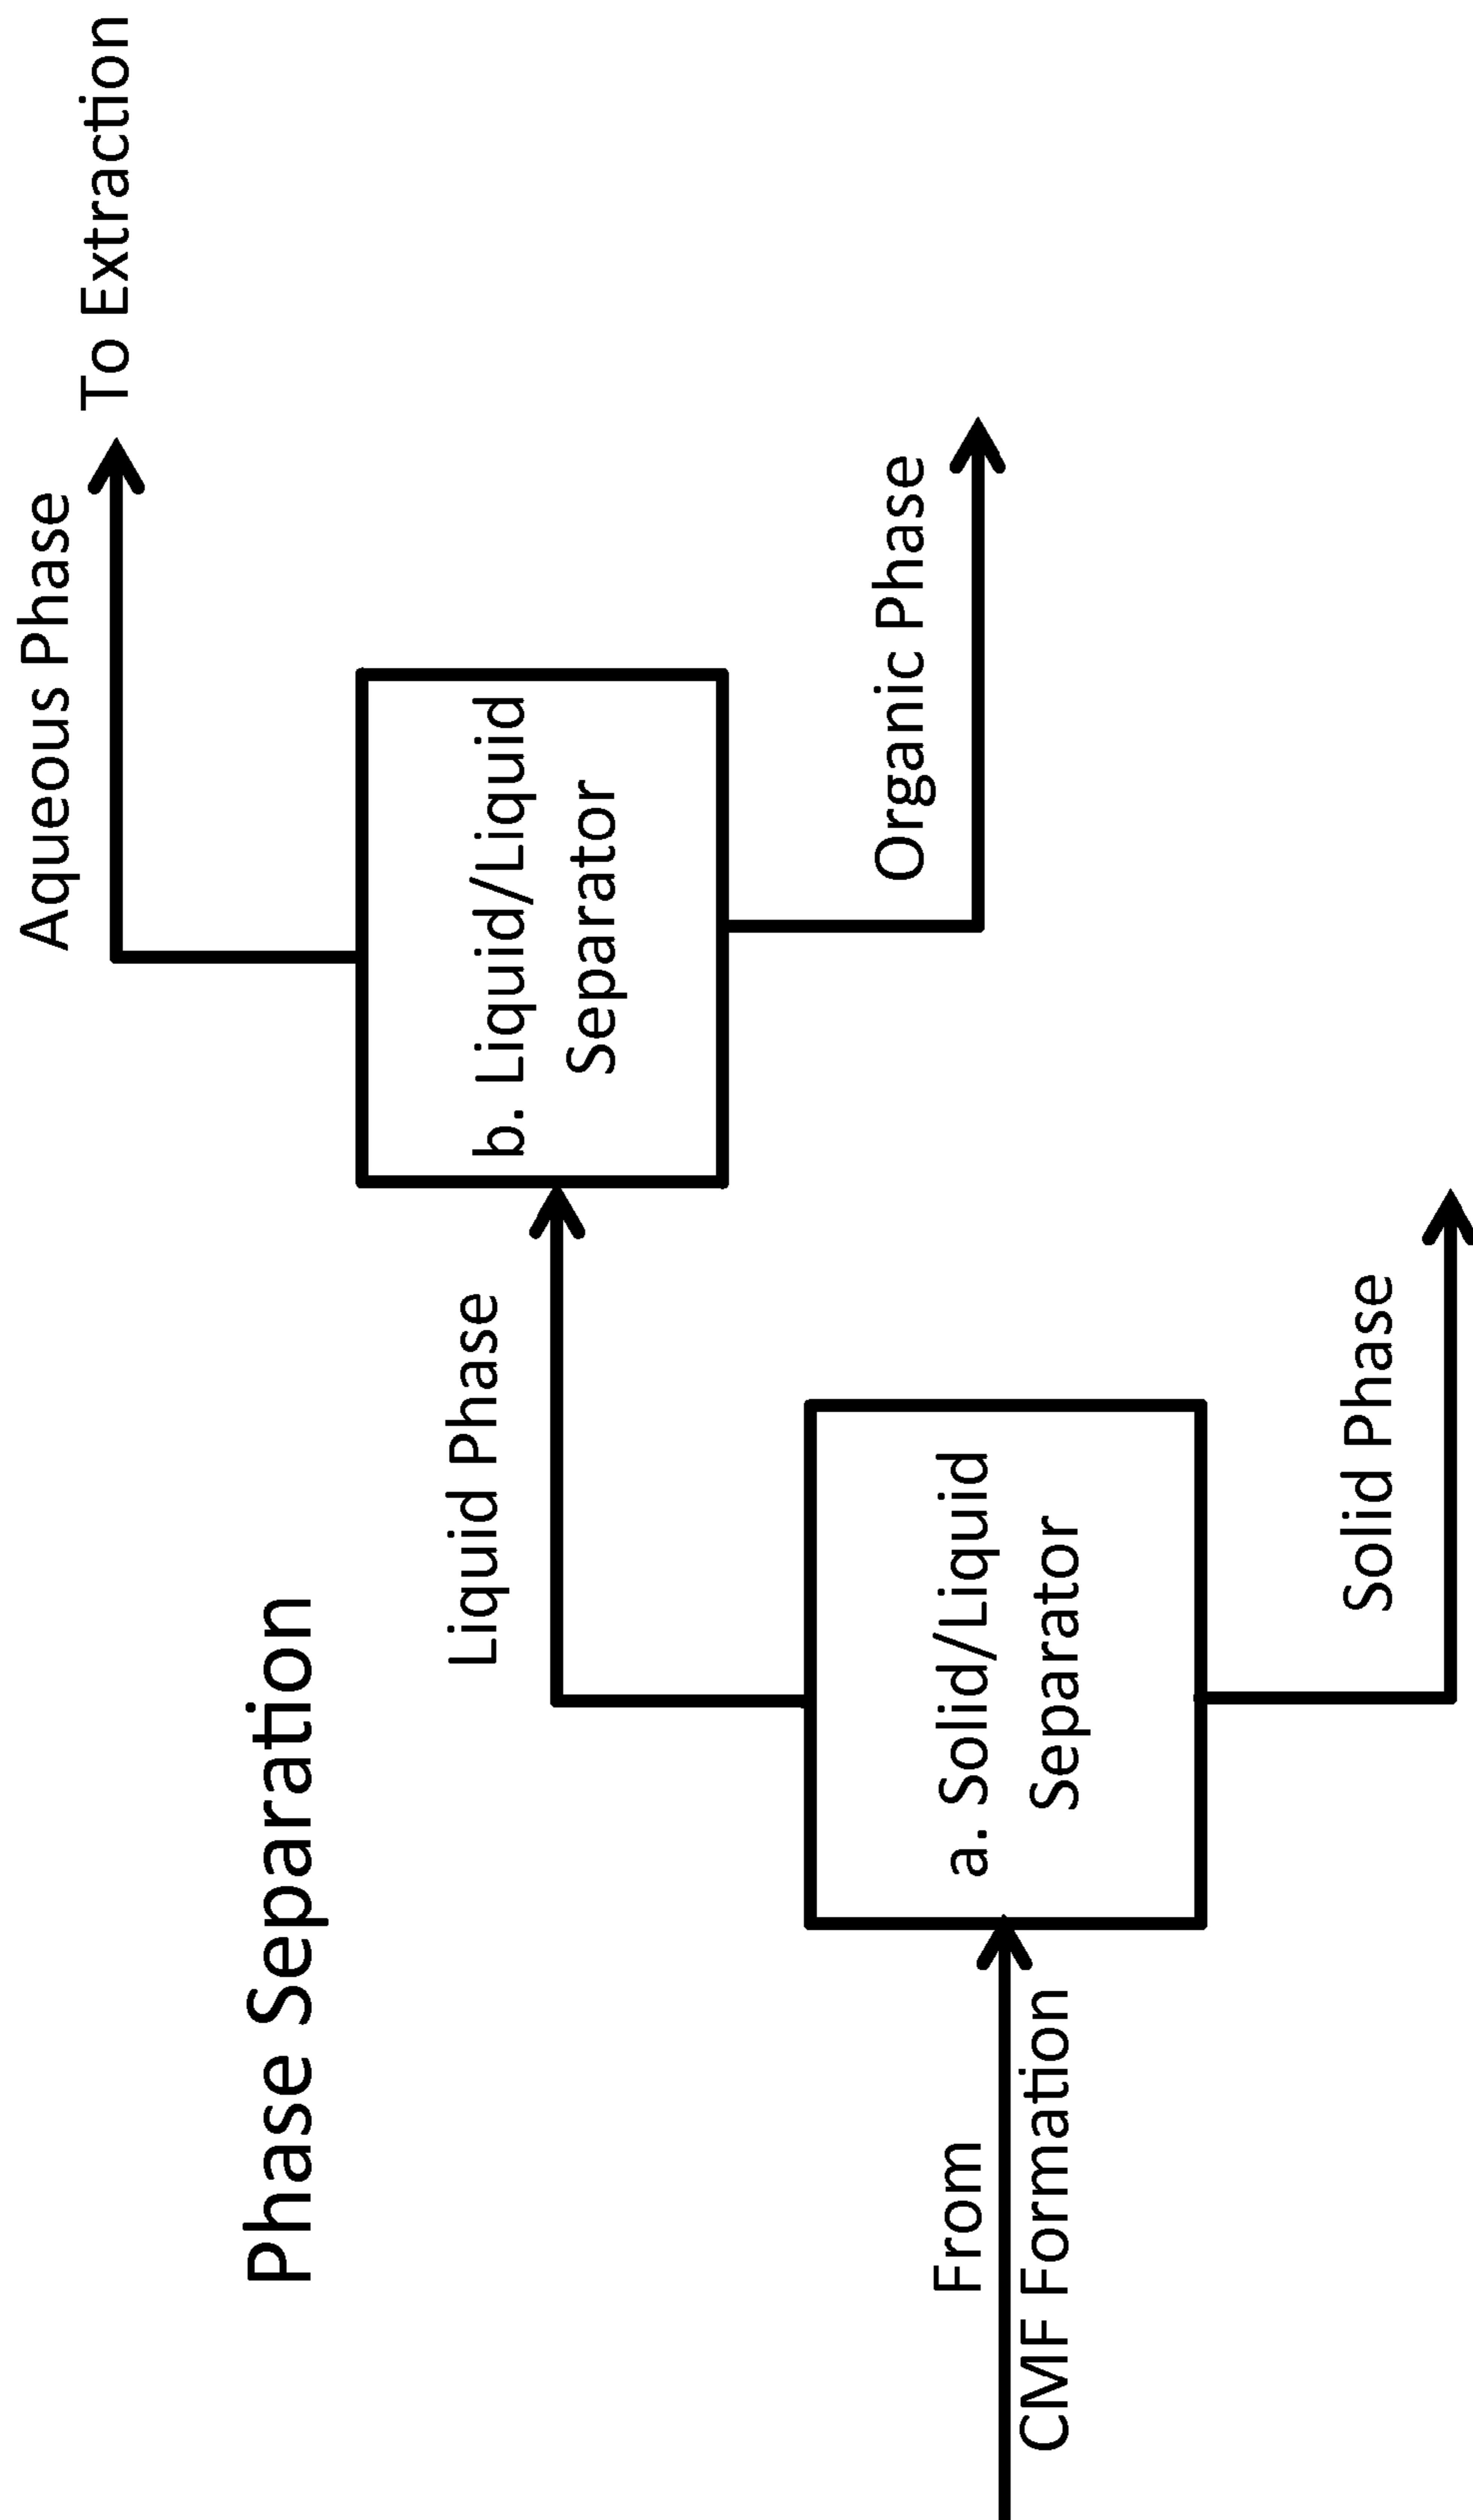 Phase Separation
From
CMF Formation
a. Solid/Liquid
Separator
Liquid Phase
Solid Phase
b. Liquid/Liquid
Separator
Aqueous Phase
To Extraction
Organic Phase